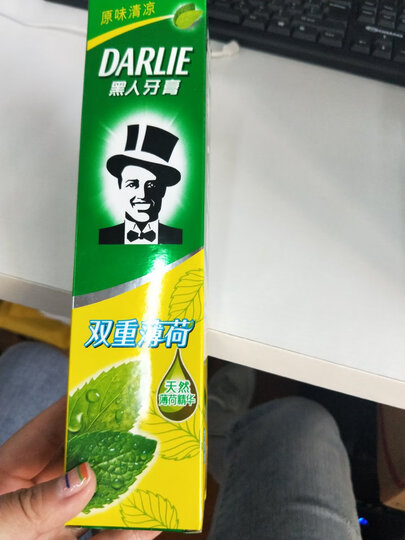 原味清凉
DARLIE
黑人牙膏
双重薄荷
天然
薄荷精华